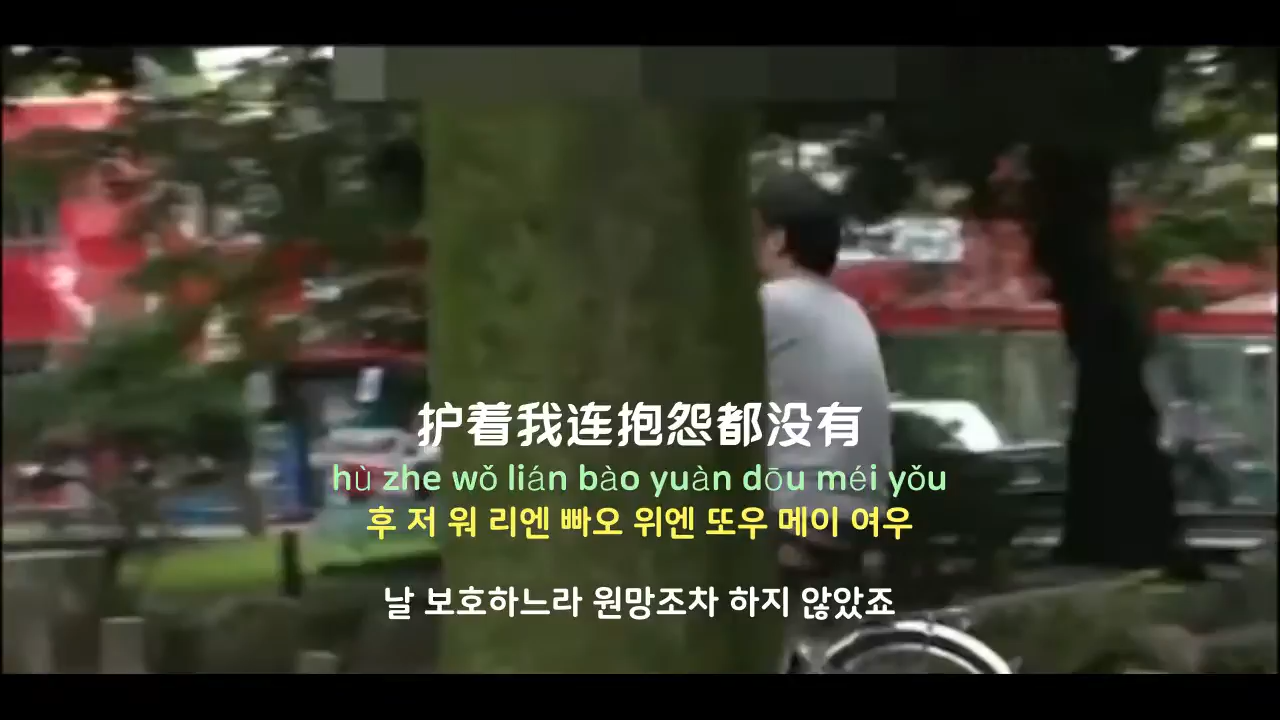 护着我连抱怨都没有
hù zhe wǒ lián bào yuàn dōu méi yǒu
후 저 워 리엔 빠오 위엔 또우 메이 여우
날 보호하느라 원망조차 하지 않았죠